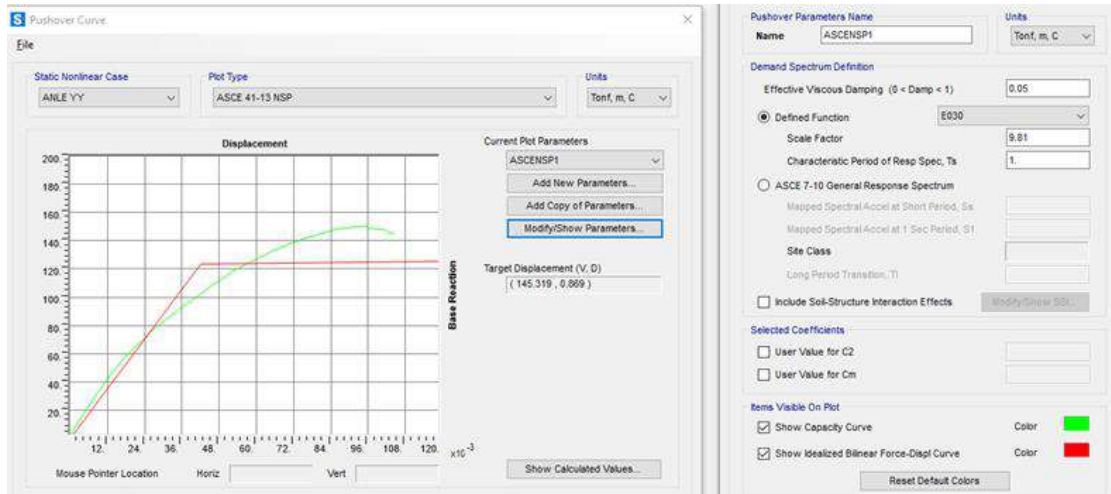 Pushover Curve
File
Static Nonlinear Case
ANLE YY
Plot Type
ASCE 41-13 NSP
Units
Tonf, m, C
Displacement
200.
180.
160.
140.
120.
100.
80.
60.
40.
20.
12. 24. 36. 48. 60. 72. 84. 96. 108. 120. x10 -3
Base Reaction
Mouse Pointer Location Horiz Vert
Current Plot Parameters
ASCENSP1
Add New Parameters...
Add Copy of Parameters...
Modify/Show Parameters...
Target Displacement (V, D)
( 145.319 , 0.869 )
Show Calculated Values...
Pushover Parameters Name
Name ASCENSP1
Units
Tonf, m, C
Demand Spectrum Definition
Effective Viscous Damping (0 < Damp < 1) 0.05
Defined Function E030
Scale Factor 9.81
Characteristic Period of Resp Spec, Ts 1.
ASCE 7-10 General Response Spectrum
Mapped Spectral Accel at Short Period, Ss
Mapped Spectral Accel at 1 Sec Period, S1
Site Class
Long Period Transition, Tl
Include Soil-Structure Interaction Effects Modify/Show SSI...
Selected Coefficients
User Value for C2
User Value for Cm
Items Visible On Plot
Show Capacity Curve Color
Show Idealized Bilinear Force-Displ Curve Color
Reset Default Colors